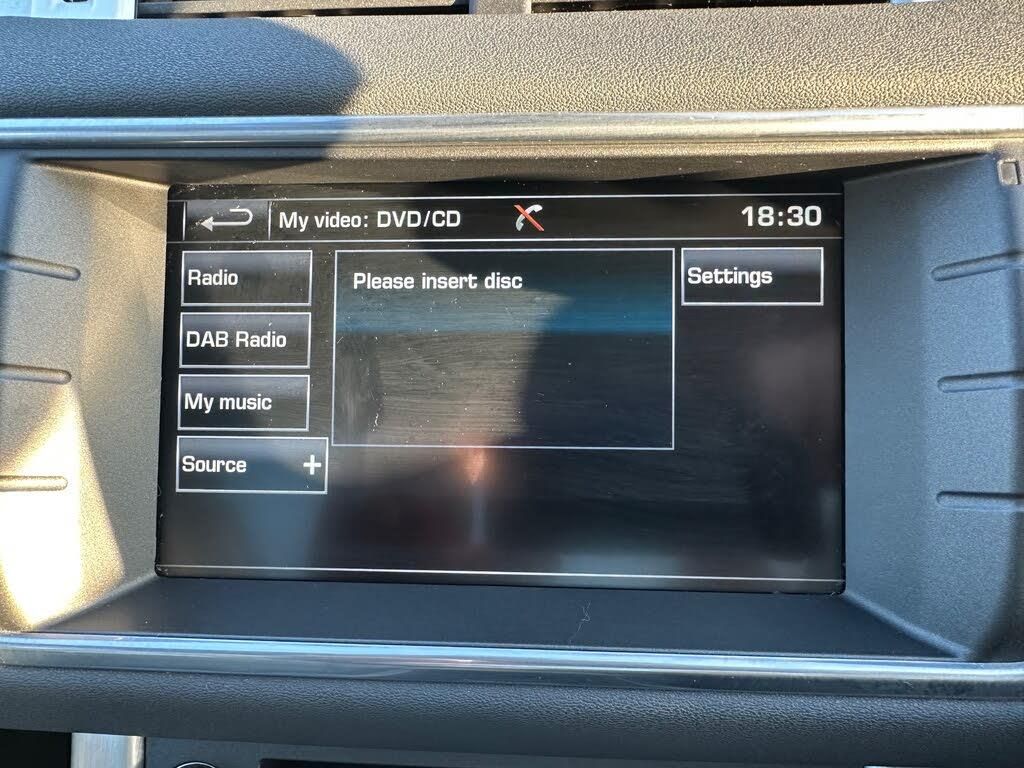 My video: DVD/CD
18:30
Radio
DAB Radio
My music
Source +
Please insert disc
Settings